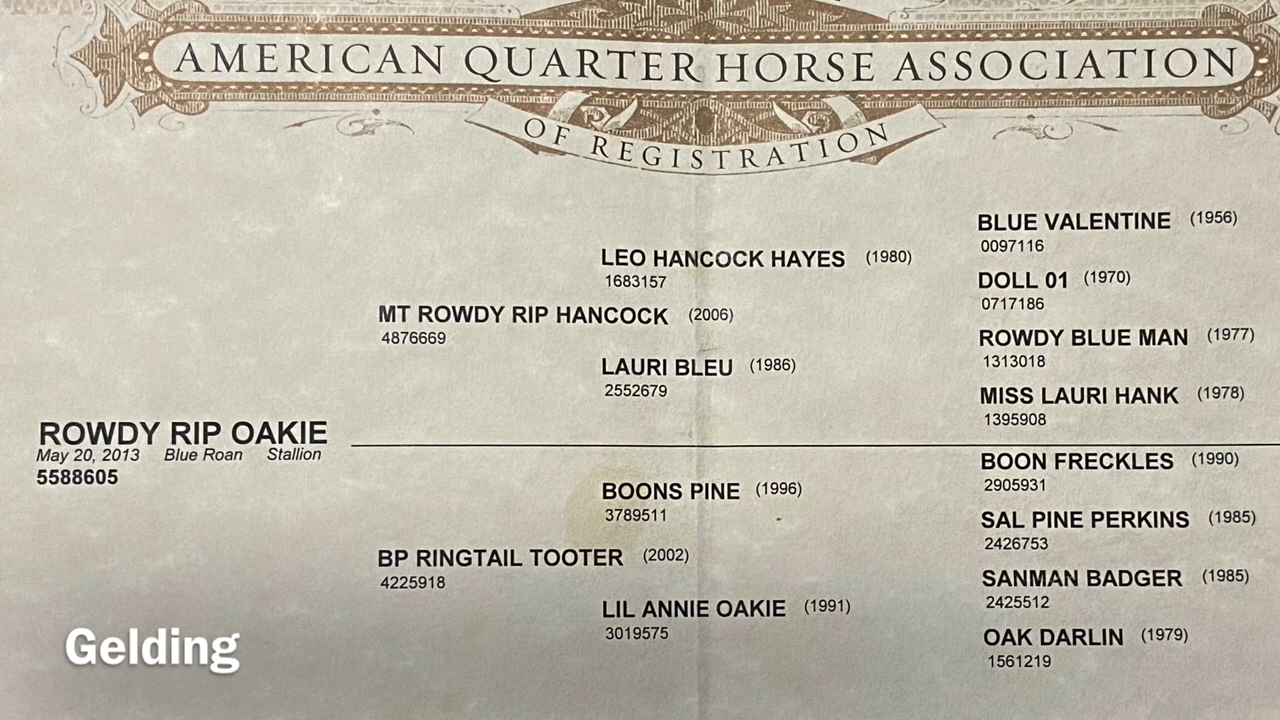 AMERICAN QUARTER HORSE ASSOCIATION
OF REGISTRATION
BLUE VALENTINE (1956)
0097116
LEO HANCOCK HAYES (1980)
1683157
DOLL 01 (1970)
0717186
MT ROWDY RIP HANCOCK (2006)
4876669
ROWDY BLUE MAN (1977)
1313018
LAURI BLEU (1986)
2552679
MISS LAURI HANK (1978)
1395908
ROWDY RIP OAKIE
May 20, 2013 Blue Roan Stallion
5588605
BOON FRECKLES (1990)
2905931
BOONS PINE (1996)
3789511
SAL PINE PERKINS (1985)
2426753
BP RINGTAIL TOOTER (2002)
4225918
SANMAN BADGER (1985)
2425512
LIL ANNIE OAKIE (1991)
3019575
OAK DARLIN (1979)
1561219
Gelding